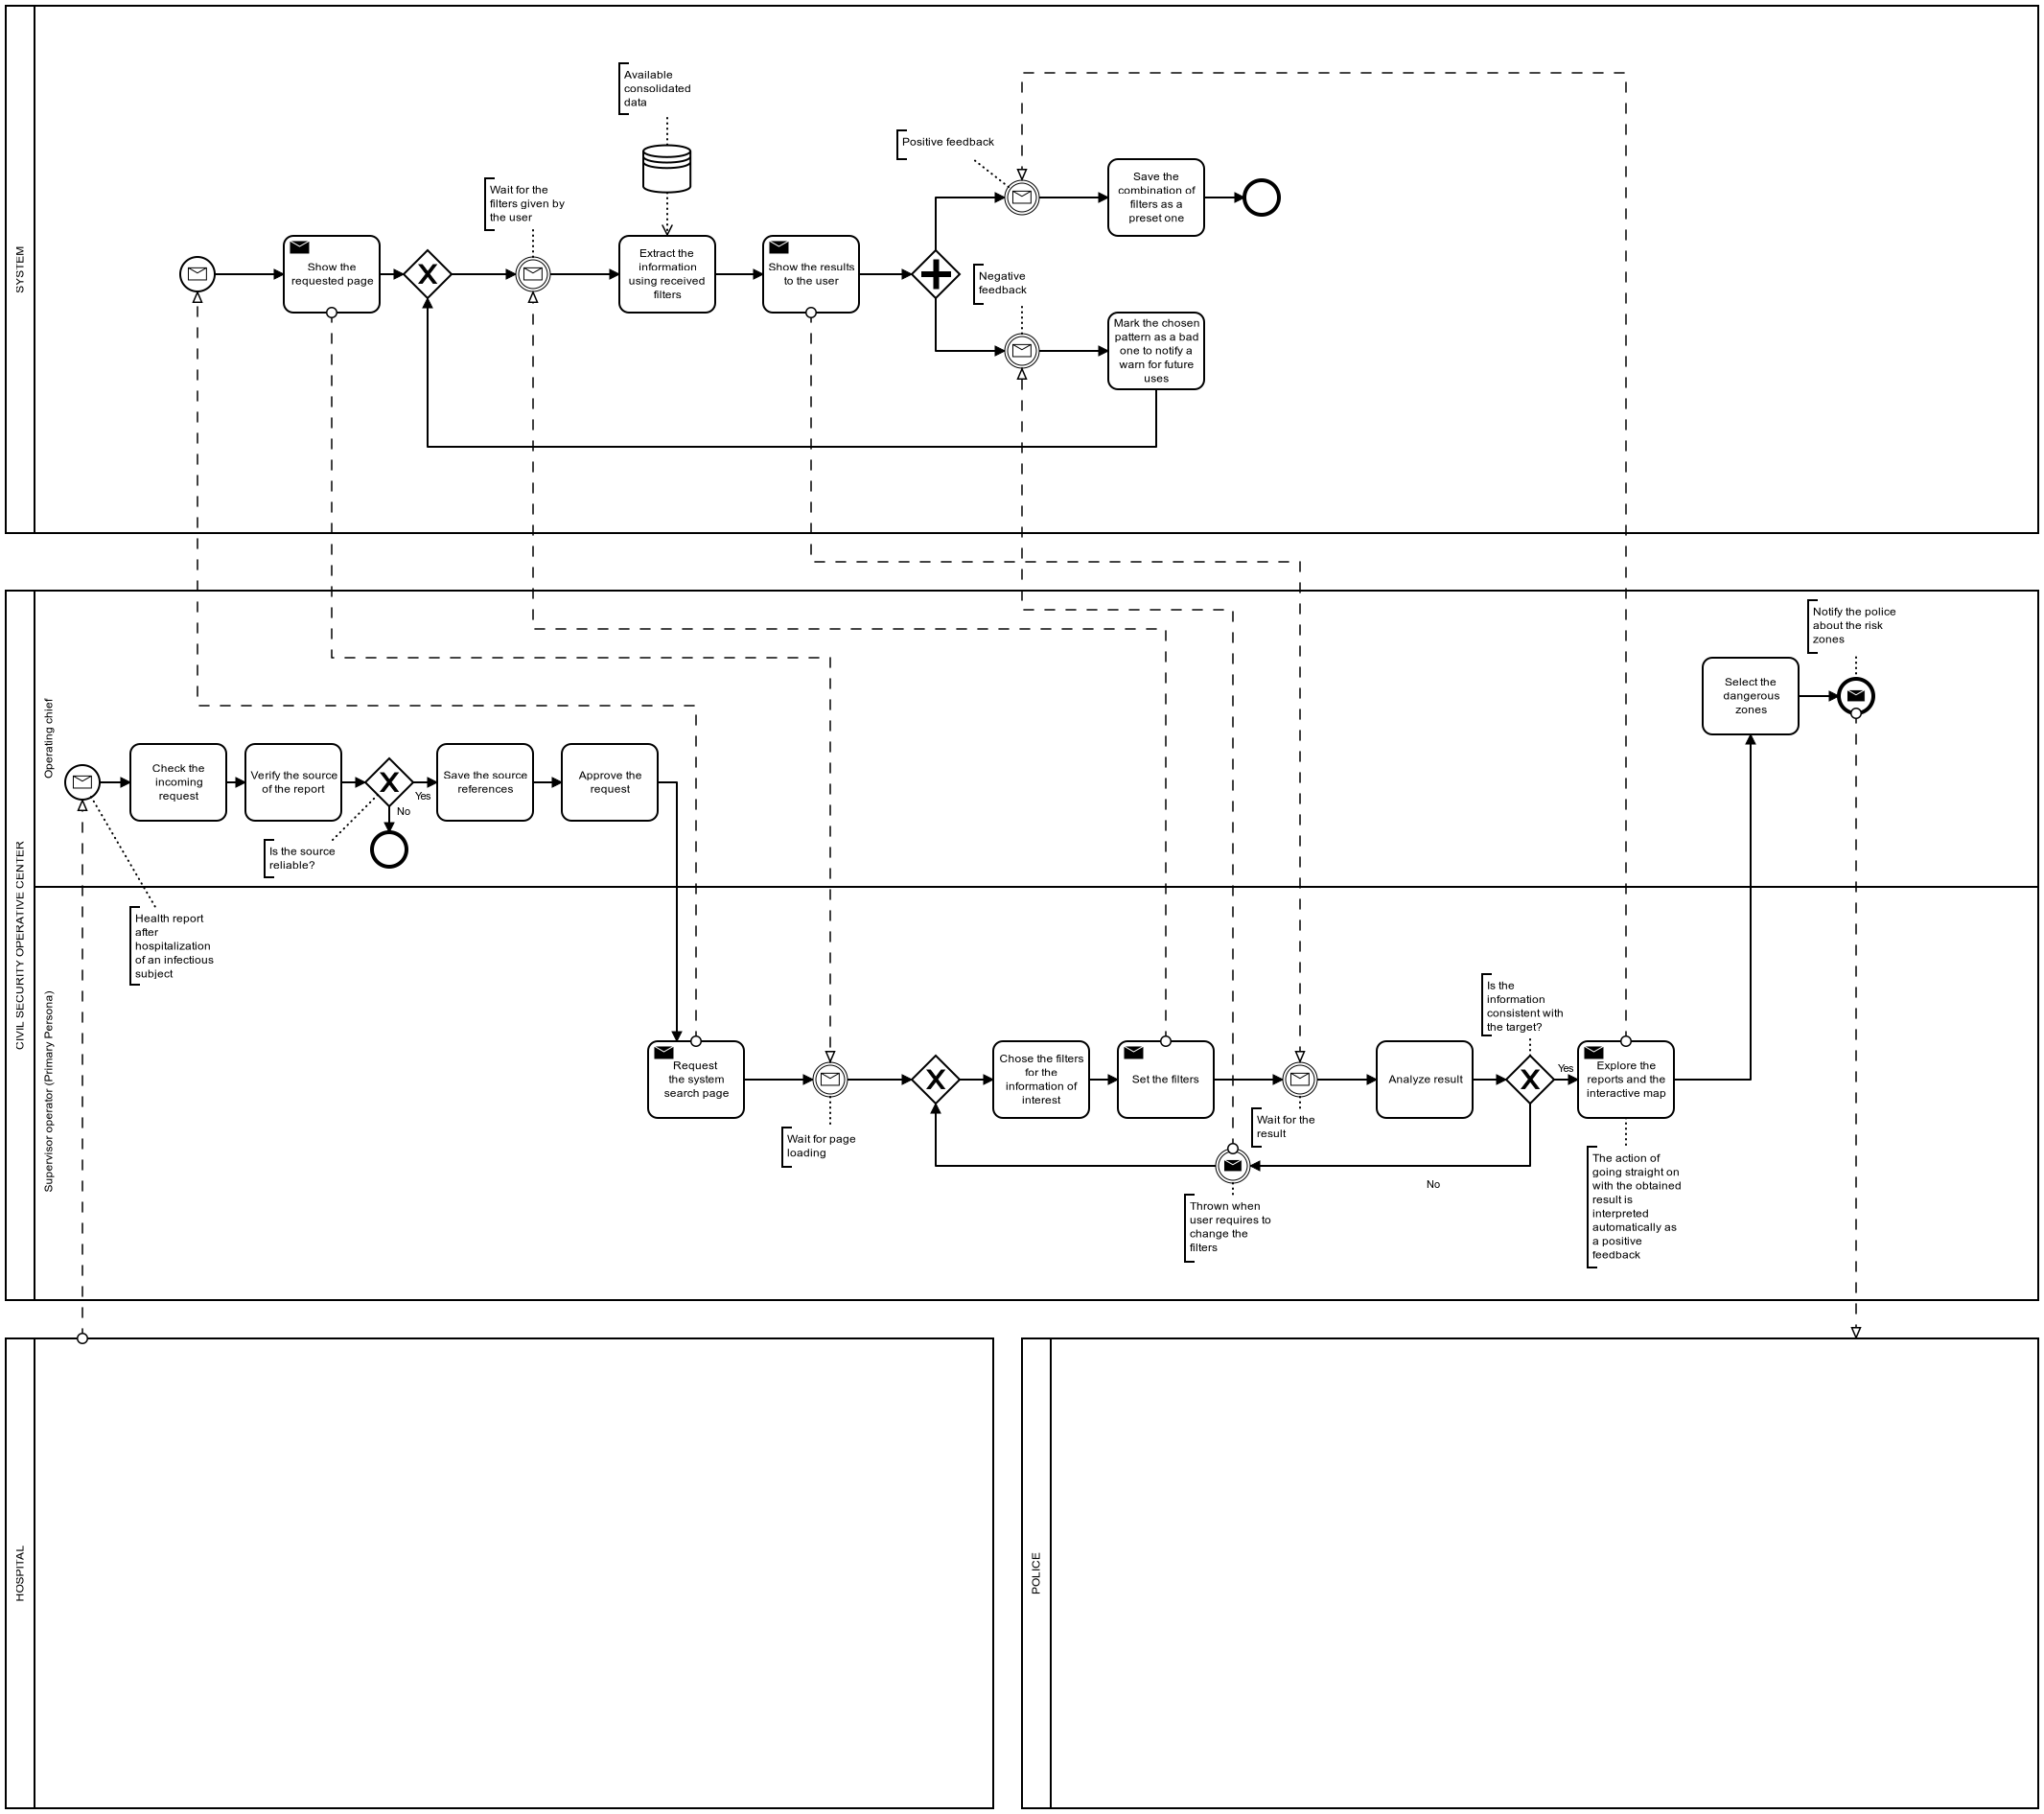 SYSTEM
Available
consolidated
data
Positive feedback
Wait for the
filters given by
the user
Save the
combination of
filters as a
preset one
Show the
requested page
Extract the
information
using received
filters
Show the results
to the user
Negative
feedback
Mark the chosen
pattern as a bad
one to notify a
warn for future
uses
CIVIL SECURITY OPERATIVE CENTER
Operating chief
Notify the police
about the risk
zones
Select the
dangerous
zones
Check the
incoming
request
Verify the source
of the report
Yes
No
Save the source
references
Approve the
request
Is the source
reliable?
Health report
after
hospitalization
of an infectious
subject
Supervisor operator (Primary Persona)
Is the
information
consistent with
the target?
Request
the system
search page
Wait for page
loading
Chose the filters
for the
information of
interest
Set the filters
Wait for the
result
Analyze result
Yes
Explore the
reports and the
interactive map
No
Thrown when
user requires to
change the
filters
The action of
going straight on
with the obtained
result is
interpreted
automatically as
a positive
feedback
HOSPITAL
POLICE